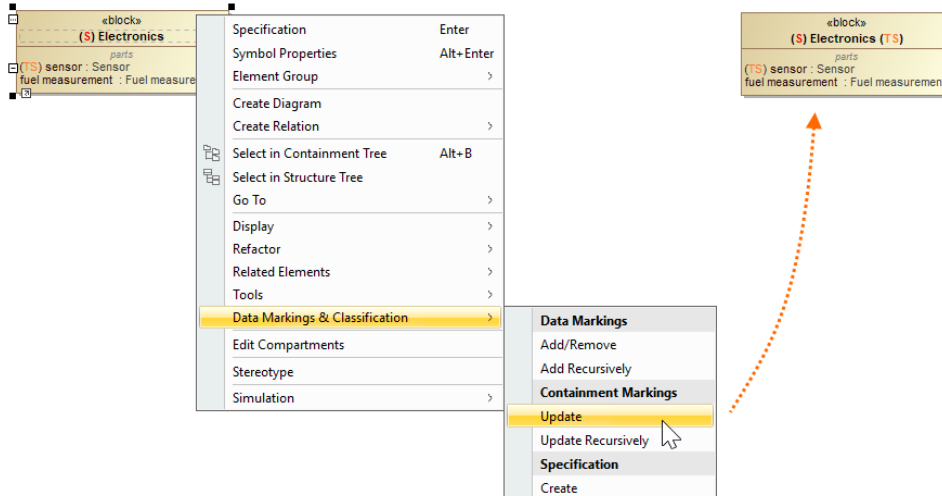 «block»
(S) Electronics
parts
(TS) sensor : Sensor
fuel measurement : Fuel measure
Specification Enter
Symbol Properties Alt+Enter
Element Group
Create Diagram
Create Relation
Select in Containment Tree Alt+B
Select in Structure Tree
Go To
Display
Refactor
Related Elements
Tools
Data Markings & Classification
Edit Compartments
Stereotype
Simulation
Data Markings
Add/Remove
Add Recursively
Containment Markings
Update
Update Recursively
Specification
Create
«block»
(S) Electronics (TS)
parts
(TS) sensor : Sensor
fuel measurement : Fuel measuremen